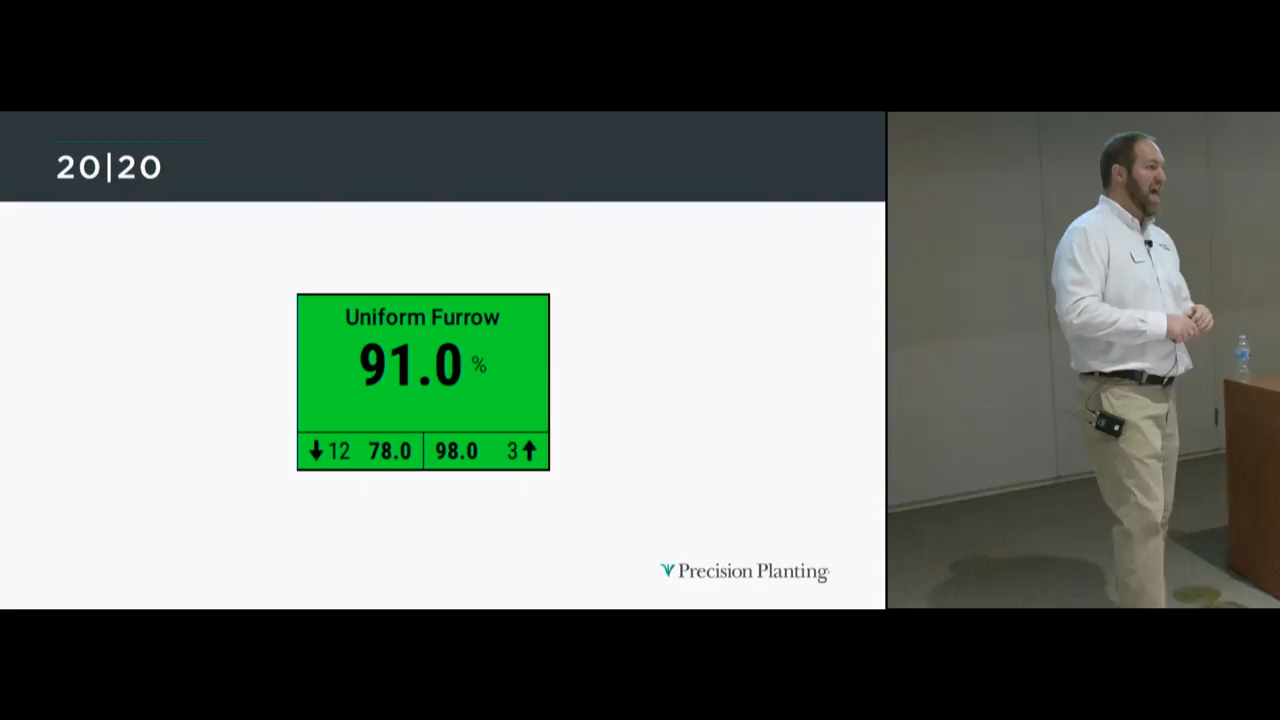 20|20
Uniform Furrow
91.0 %
12 78.0 98.0 3
Precision Planting